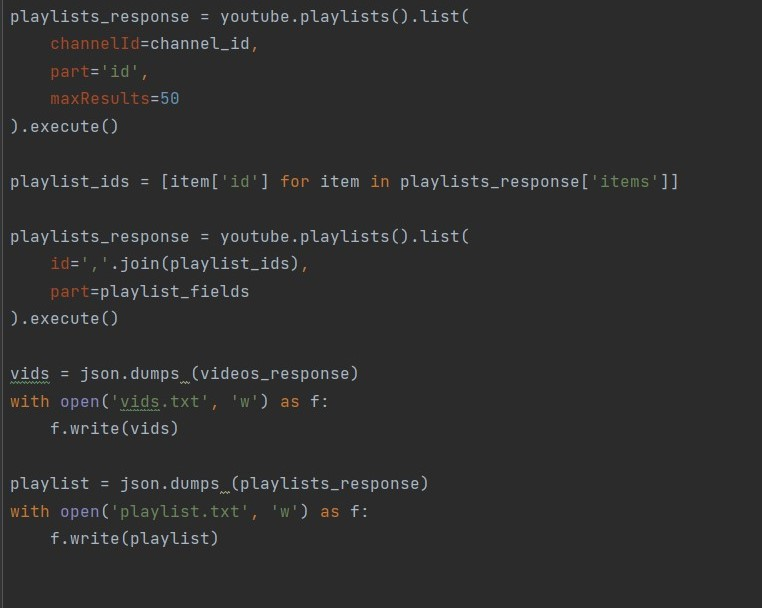 playlists_response = youtube.playlists().list(
    channelId=channel_id,
    part='id',
    maxResults=50
).execute()

playlist_ids = [item['id'] for item in playlists_response['items']]

playlists_response = youtube.playlists().list(
    id=','.join(playlist_ids),
    part=playlist_fields
).execute()

vids = json.dumps (videos_response)
with open('vids.txt', 'w') as f:
    f.write(vids)

playlist = json.dumps (playlists_response)
with open('playlist.txt', 'w') as f:
    f.write(playlist)